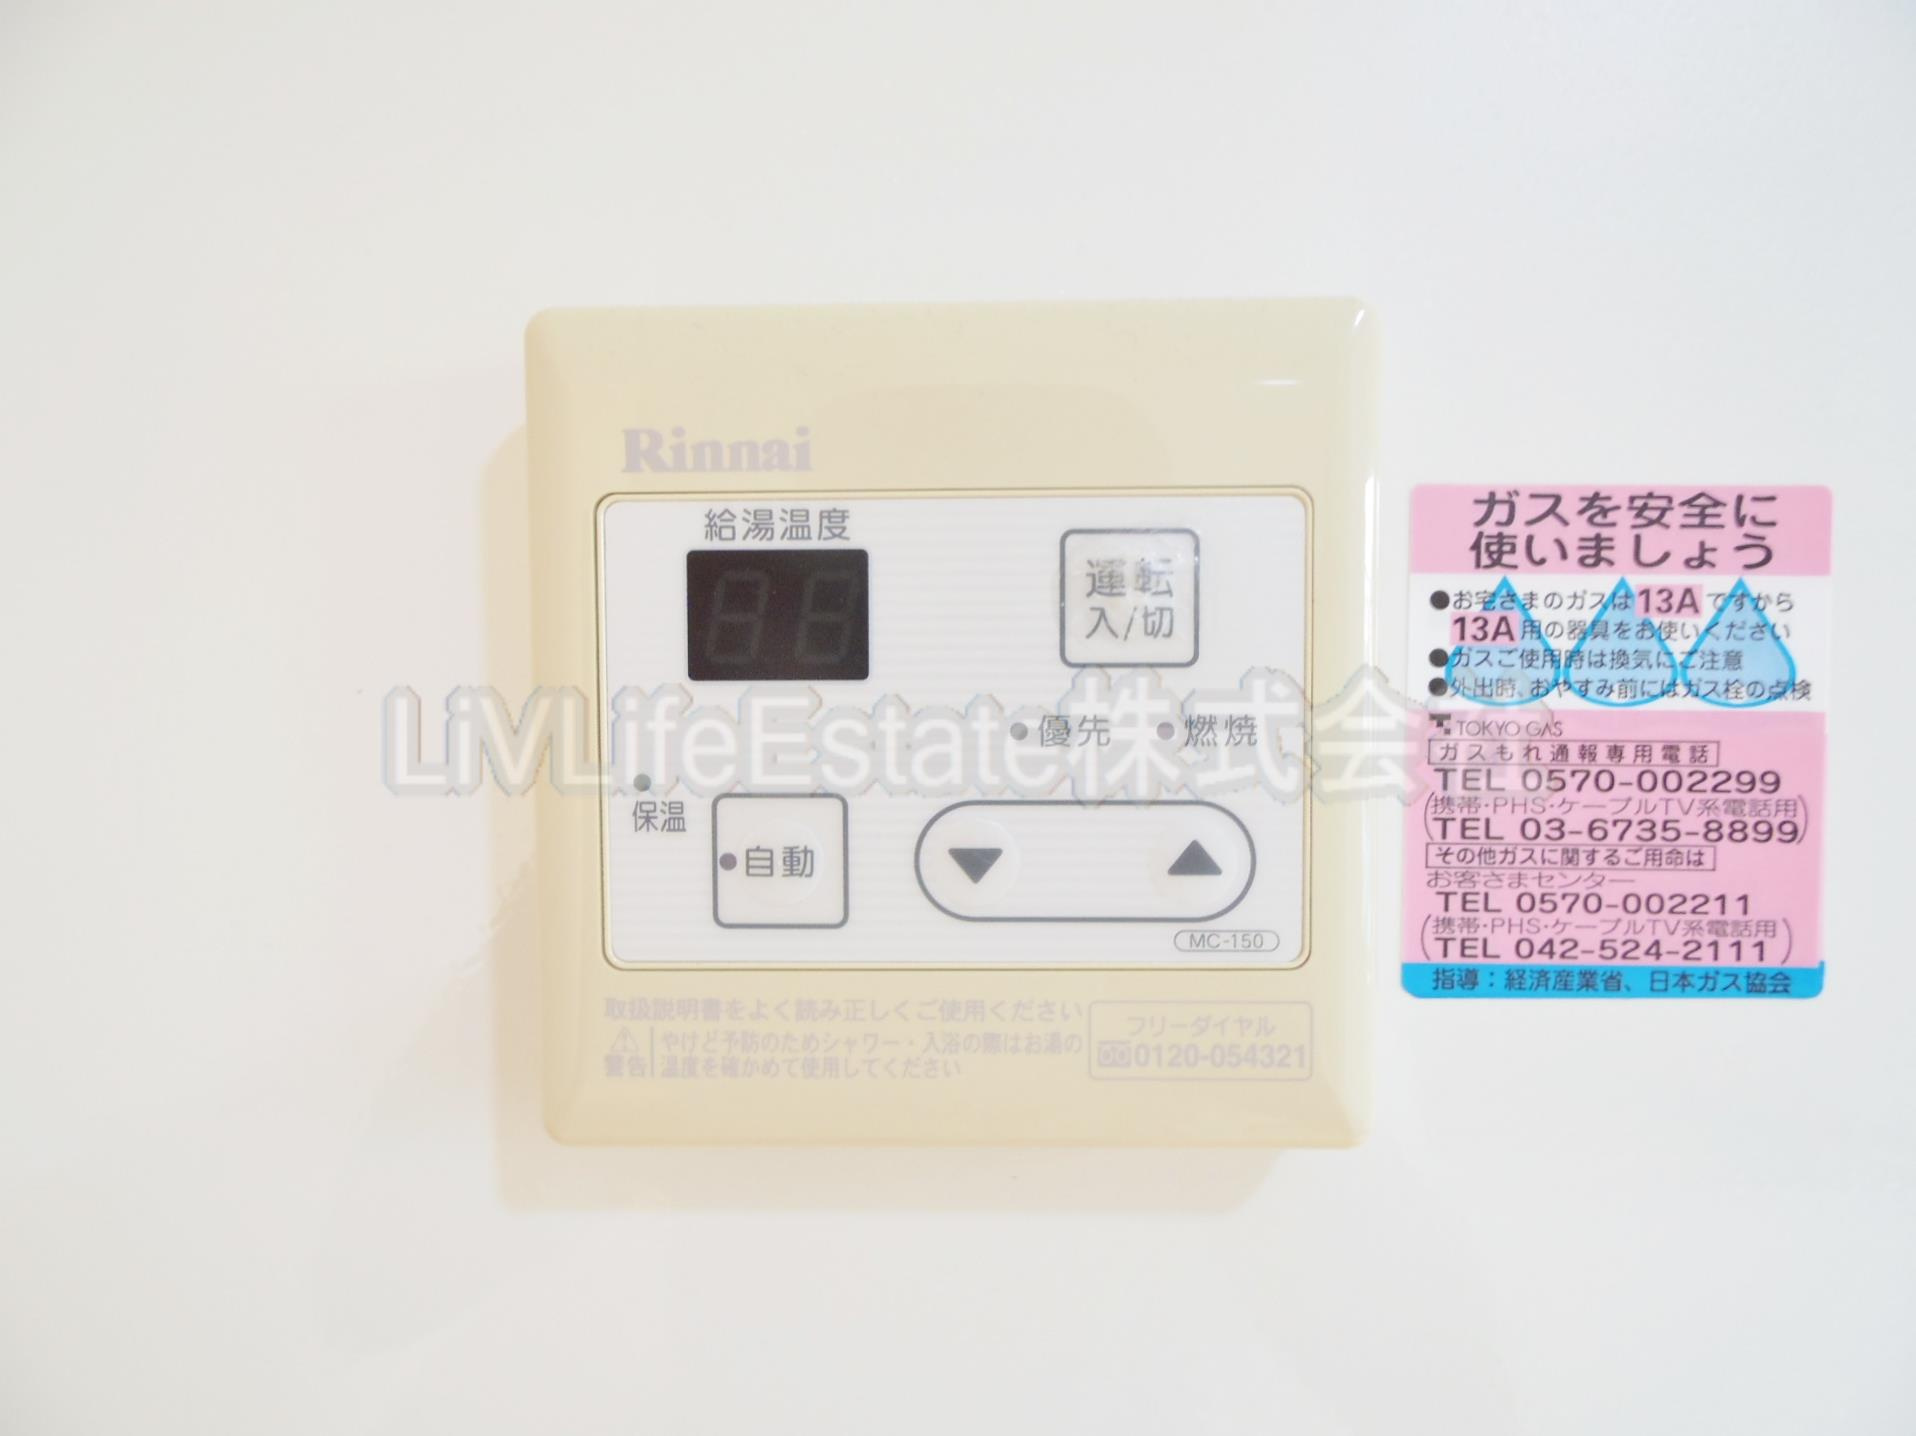 Rinnai
給湯温度
運転
入/切
優先
燃焼
保温
自動
MC-150
取扱説明書をよく読み正しくご使用ください
警告
やけど予防のためシャワー・入浴の際はお湯の
温度を確かめて使用してください
フリーダイヤル
0120-054321
LiVLifeEstate株式会社
ガスを安全に
使いましょう
●お宅さまのガスは13Aですから
13A用の器具をお使いください
●ガスご使用時は換気にご注意
●外出時、おやすみ前にはガス栓の点検
TOKYO GAS
ガスもれ通報専用電話
TEL 0570-002299
(携帯・PHS・ケーブルTV系電話用)
TEL 03-6735-8899
その他ガスに関するご用命は
お客さまセンター
TEL 0570-002211
(携帯・PHS・ケーブルTV系電話用)
TEL 042-524-2111
指導：経済産業省、日本ガス協会